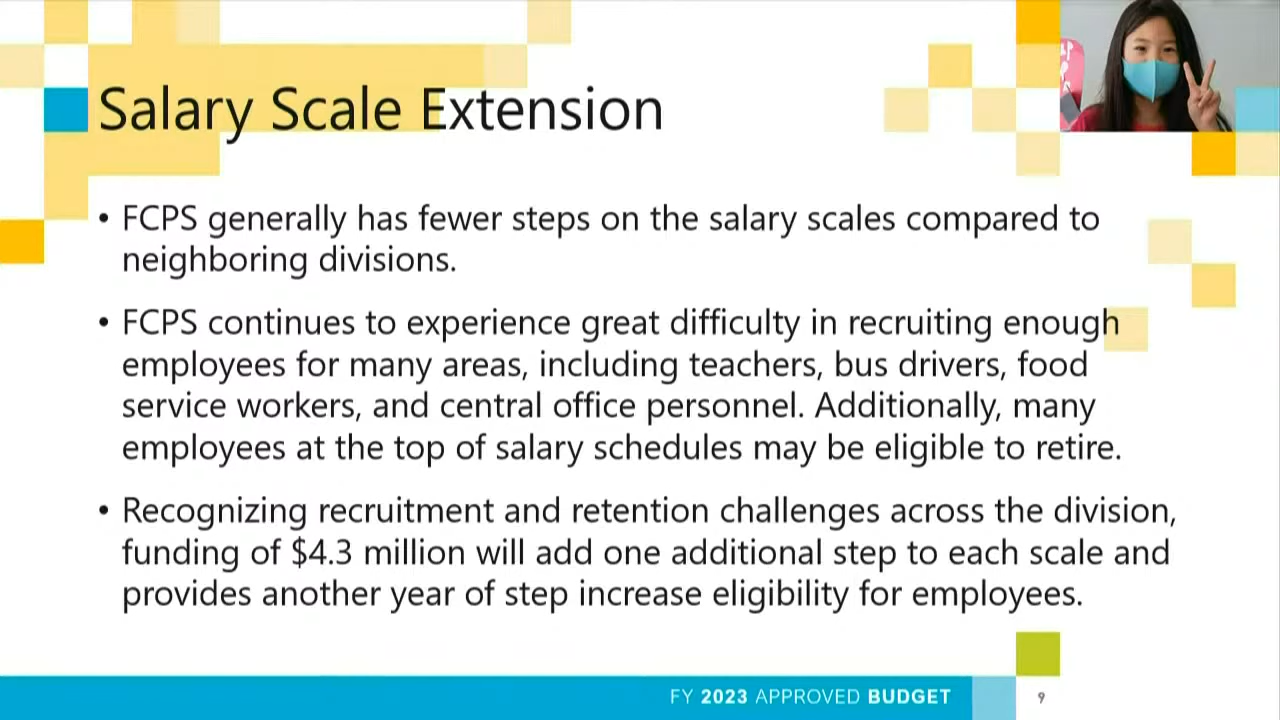 Salary Scale Extension
• FCPS generally has fewer steps on the salary scales compared to
neighboring divisions.
• FCPS continues to experience great difficulty in recruiting enough
employees for many areas, including teachers, bus drivers, food
service workers, and central office personnel. Additionally, many
employees at the top of salary schedules may be eligible to retire.
• Recognizing recruitment and retention challenges across the division,
funding of $4.3 million will add one additional step to each scale and
provides another year of step increase eligibility for employees.
FY 2023 APPROVED BUDGET
9